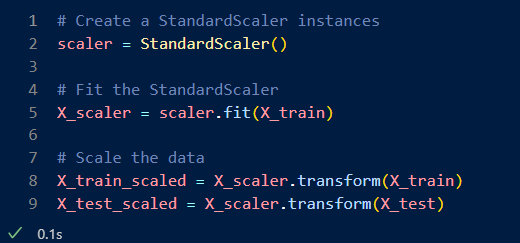 1 # Create a StandardScaler instances
2 scaler = StandardScaler()
3
4 # Fit the StandardScaler
5 X_scaler = scaler.fit(X_train)
6
7 # Scale the data
8 X_train_scaled = X_scaler.transform(X_train)
9 X_test_scaled = X_scaler.transform(X_test)
✓ 0.1s